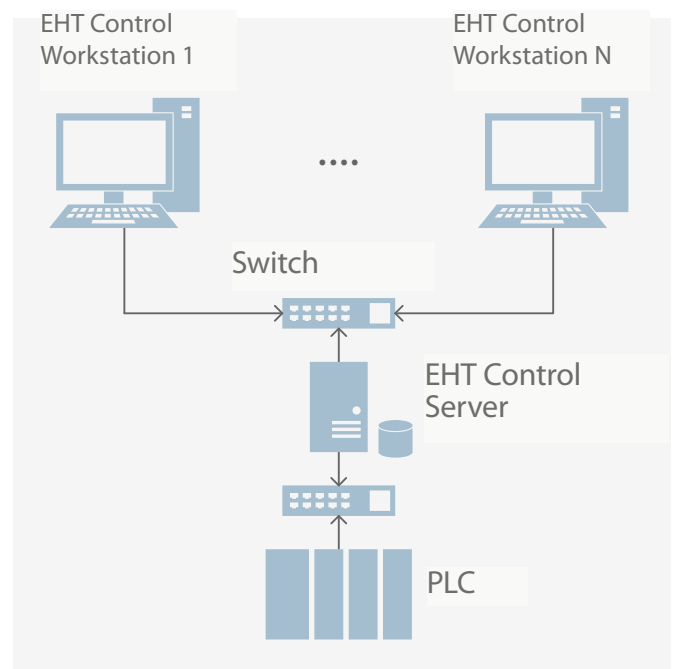 EHT Control
Workstation 1
EHT Control
Workstation N
....
Switch
EHT Control
Server
PLC